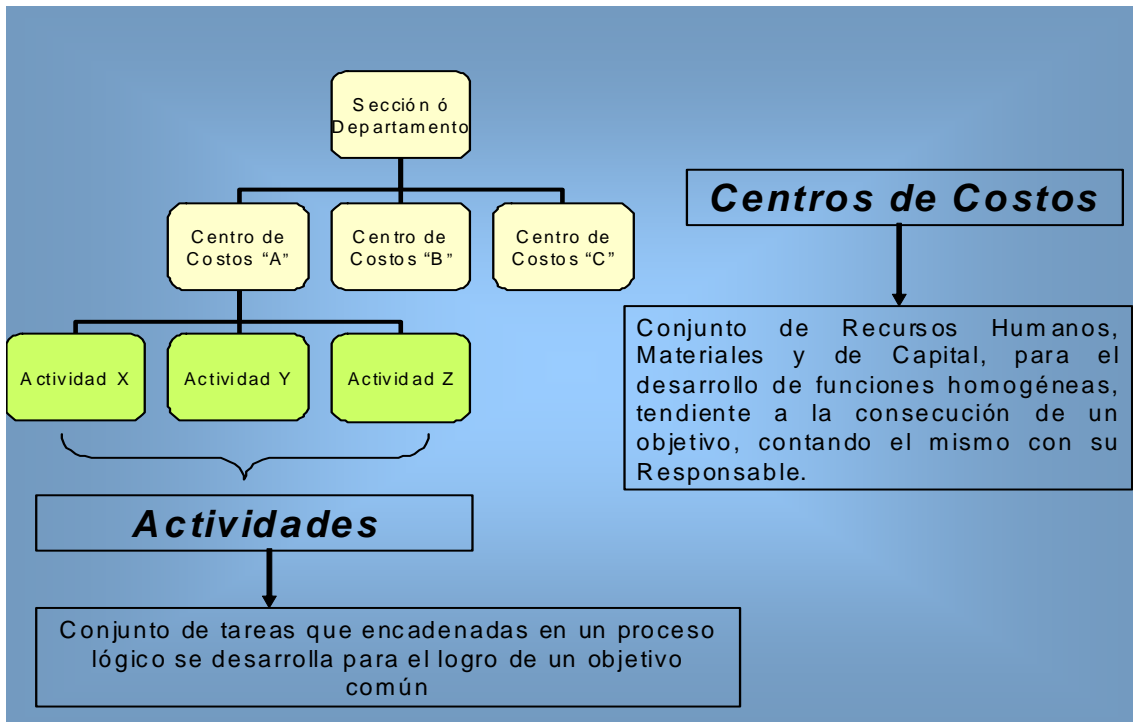 Sección ó
Departamento
Centro de
Costos “A”
Centro de
Costos “B”
Centro de
Costos “C”
Actividad X
Actividad Y
Actividad Z
Actividades
Conjunto de tareas que encadenadas en un proceso
lógico se desarrolla para el logro de un objetivo
común
Centros de Costos
Conjunto de Recursos Humanos,
Materiales y de Capital, para el
desarrollo de funciones homogéneas,
tendiente a la consecución de un
objetivo, contando el mismo con su
Responsable.